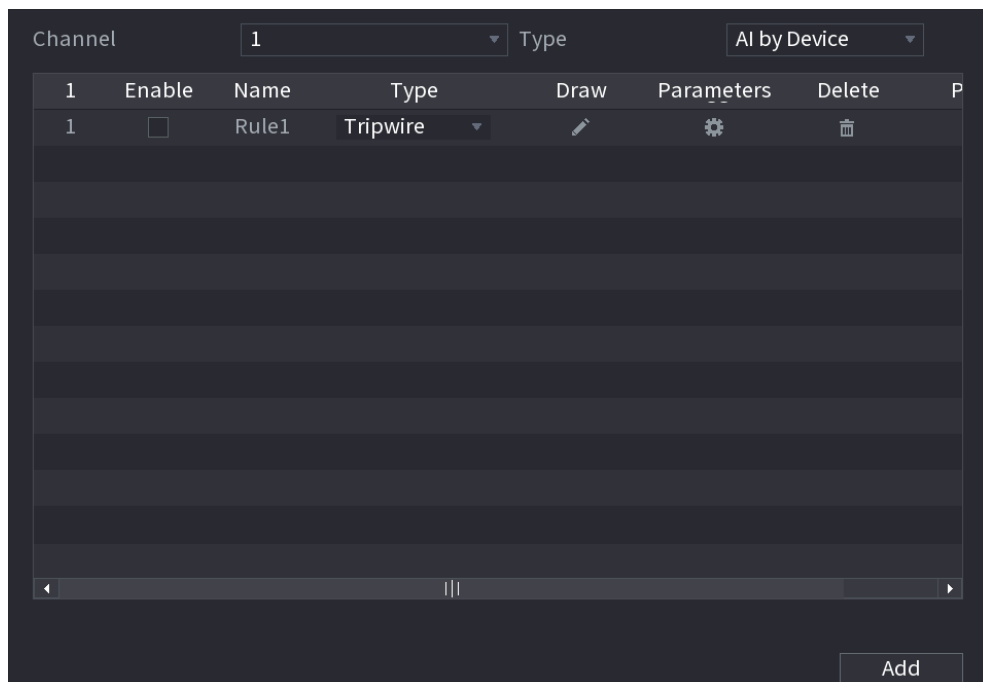 Channel 1 Type AI by Device
1 Enable Name Type Draw Parameters Delete P
1 Rule1 Tripwire
Add